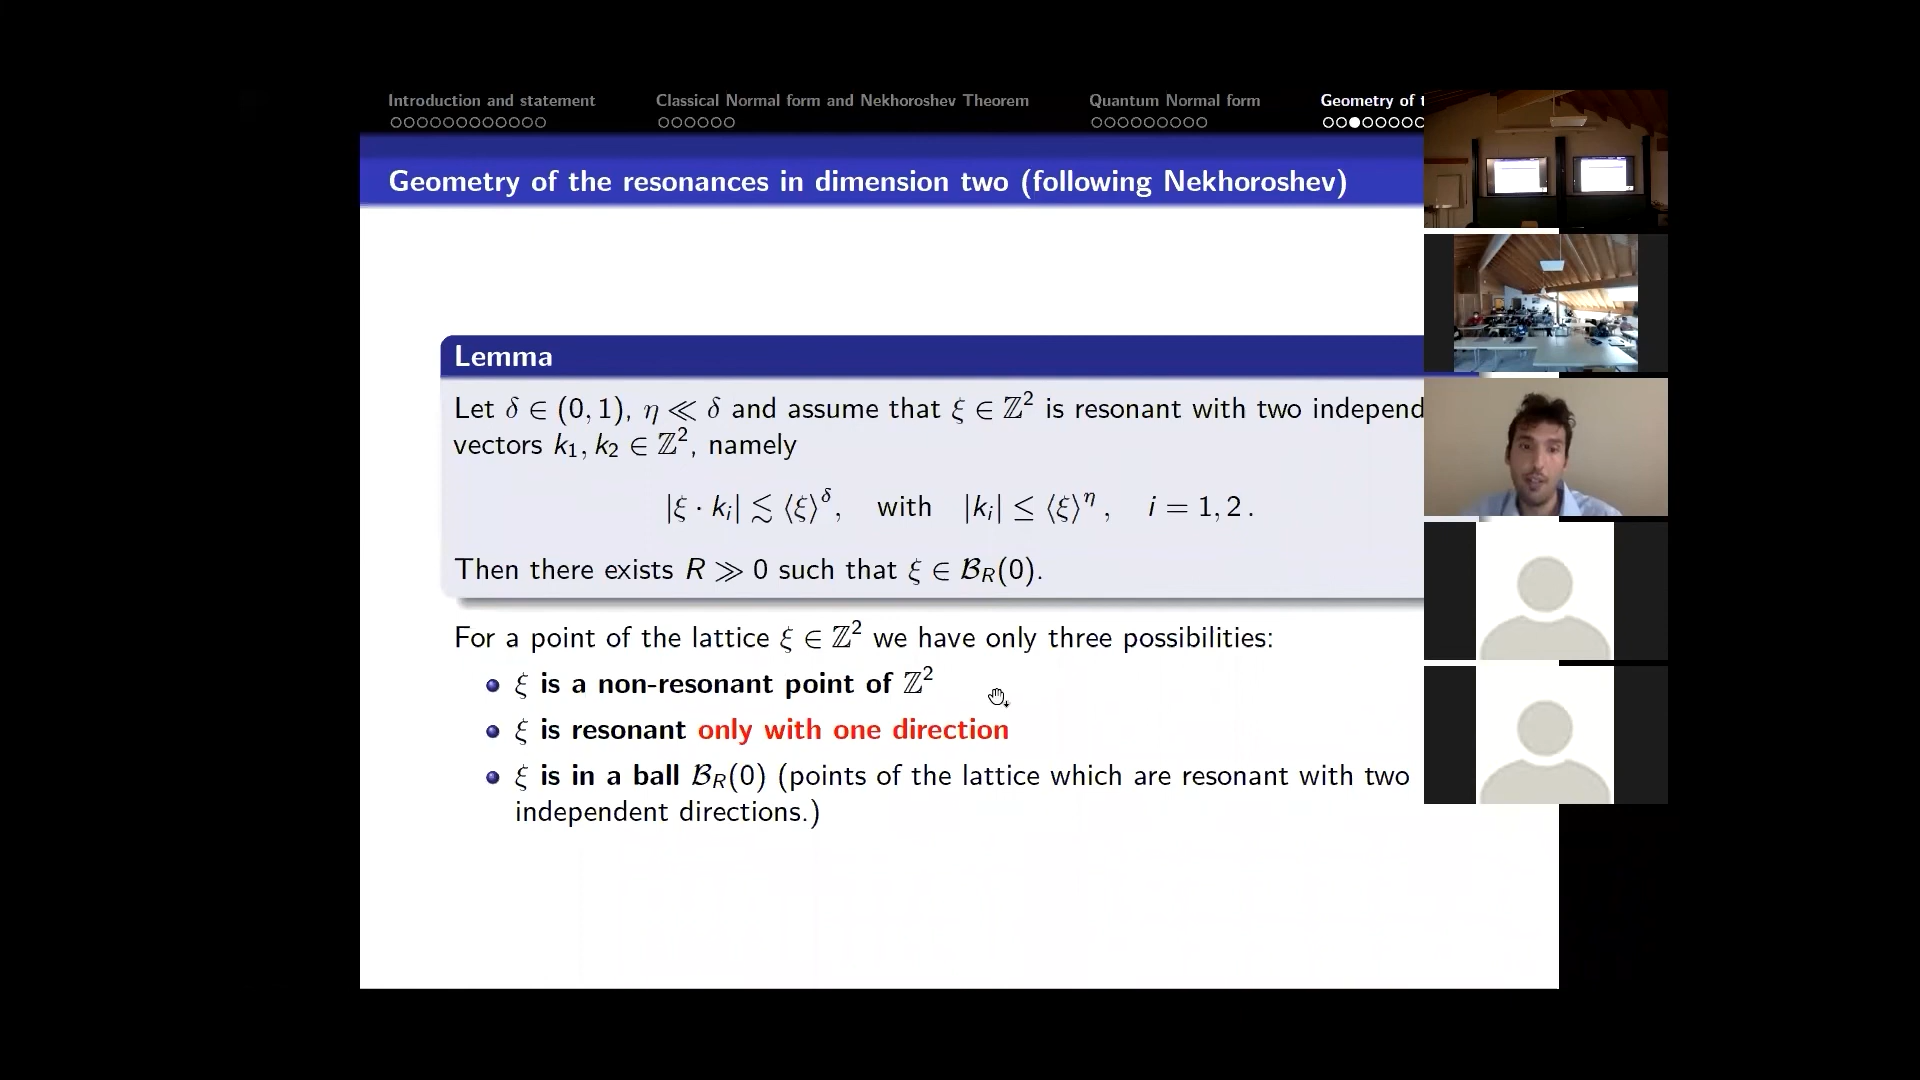 Introduction and statement
Classical Normal form and Nekhoroshev Theorem
Quantum Normal form
Geometry of t
Geometry of the resonances in dimension two (following Nekhoroshev)
Lemma
Let δ ∈ (0, 1), η ≪ δ and assume that ξ ∈ ℤ² is resonant with two independ
vectors k₁, k₂ ∈ ℤ², namely
|ξ · kᵢ| ≲ ⟨ξ⟩^δ, with |kᵢ| ≤ ⟨ξ⟩^η, i = 1, 2.
Then there exists R ≫ 0 such that ξ ∈ 𝓑_R(0).
For a point of the lattice ξ ∈ ℤ² we have only three possibilities:
ξ is a non-resonant point of ℤ²
ξ is resonant only with one direction
ξ is in a ball 𝓑_R(0) (points of the lattice which are resonant with two
independent directions.)